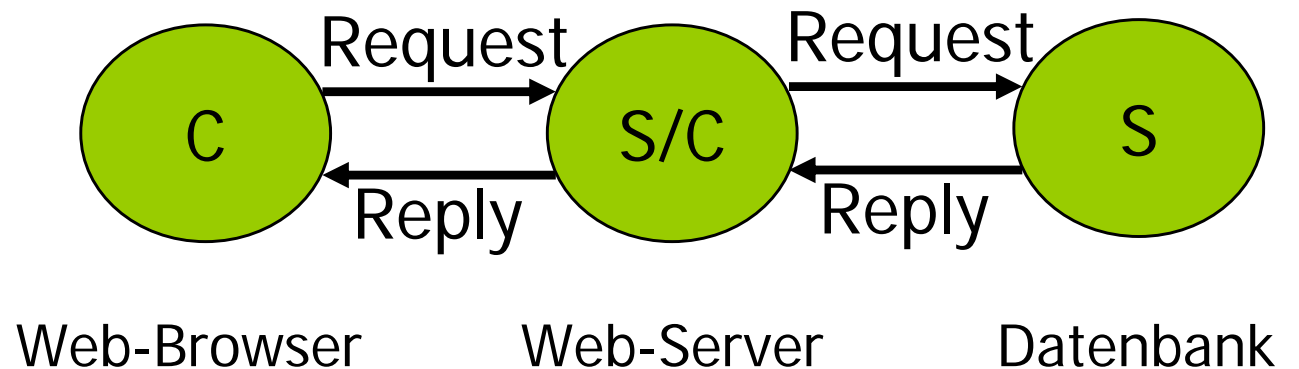 Request
Request
C
S/C
S
Reply
Reply
Web-Browser
Web-Server
Datenbank